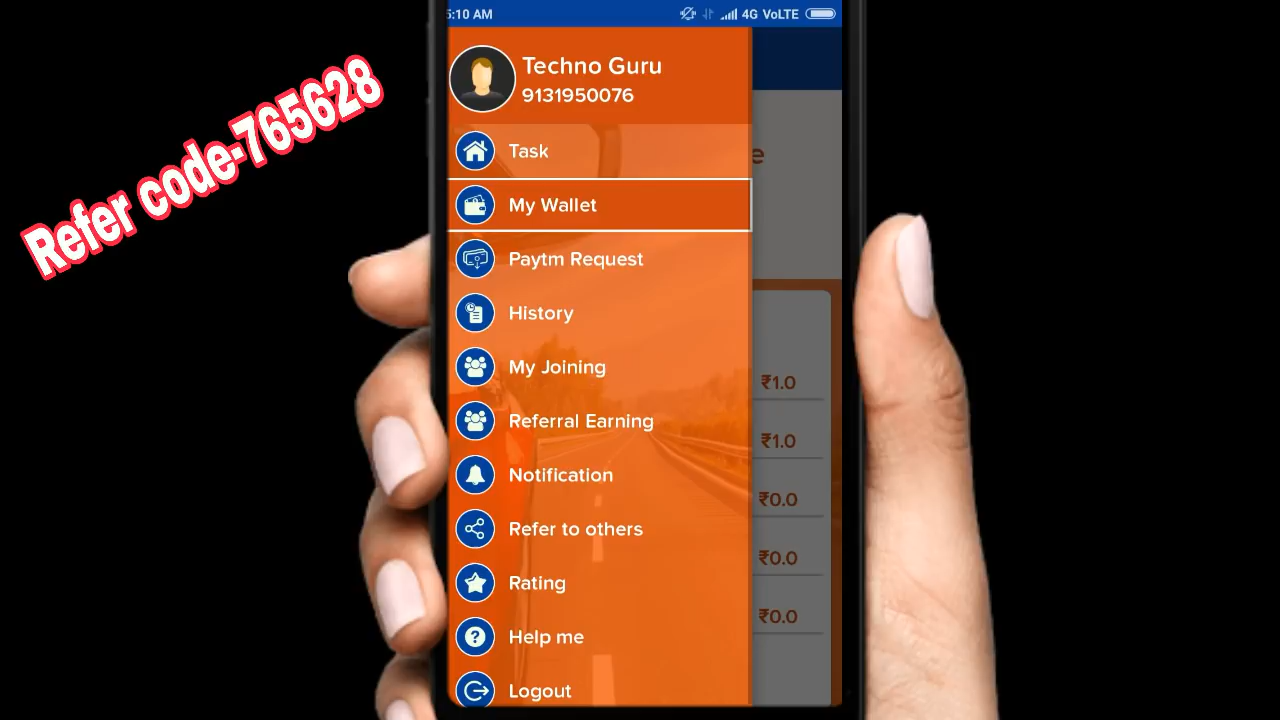 5:10 AM
4G VoLTE
Refer code-765628
Techno Guru
9131950076
Task
My Wallet
Paytm Request
History
My Joining
Referral Earning
Notification
Refer to others
Rating
Help me
Logout
e
₹1.0
₹1.0
₹0.0
₹0.0
₹0.0